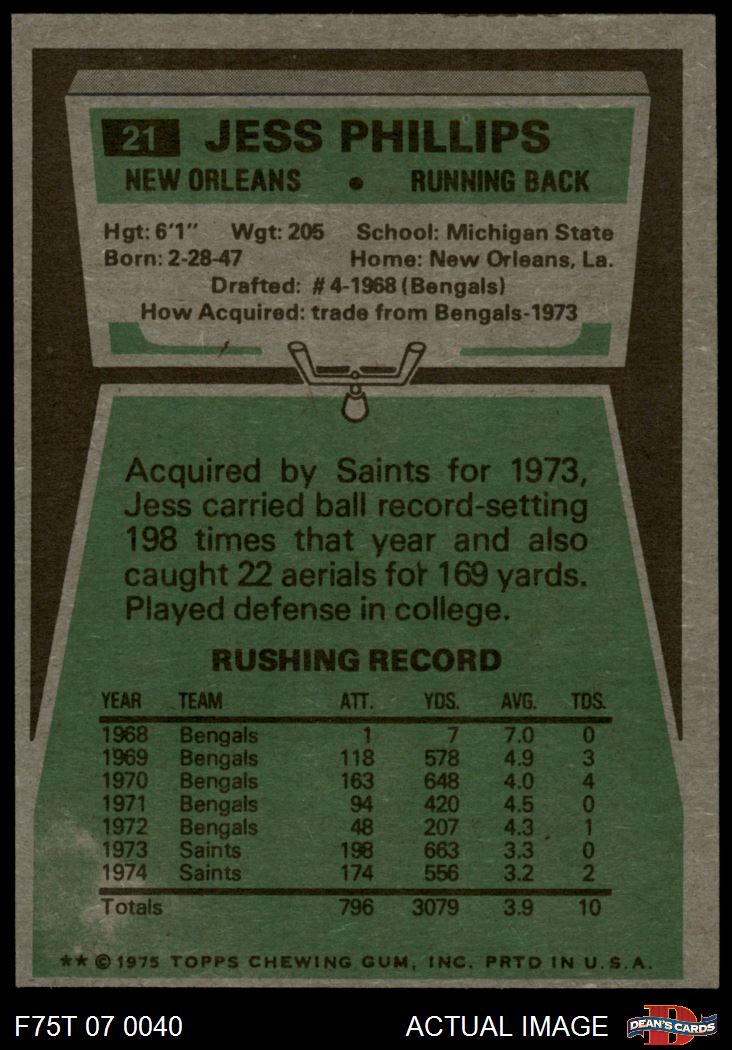 21 JESS PHILLIPS
NEW ORLEANS • RUNNING BACK
Hgt: 6'1" Wgt: 205 School: Michigan State
Born: 2-28-47 Home: New Orleans, La.
Drafted: #4-1968 (Bengals)
How Acquired: trade from Bengals-1973
Acquired by Saints for 1973,
Jess carried ball record-setting
198 times that year and also
caught 22 aerials for 169 yards.
Played defense in college.
RUSHING RECORD
YEAR TEAM ATT. YDS. AVG. TDS.
1968 Bengals 1 7 7.0 0
1969 Bengals 118 578 4.9 3
1970 Bengals 163 648 4.0 4
1971 Bengals 94 420 4.5 0
1972 Bengals 48 207 4.3 1
1973 Saints 198 663 3.3 0
1974 Saints 174 556 3.2 2
Totals 796 3079 3.9 10
** © 1975 TOPPS CHEWING GUM, INC. PRTD IN U.S.A.
F75T 07 0040 ACTUAL IMAGE D DEAN'S CARDS